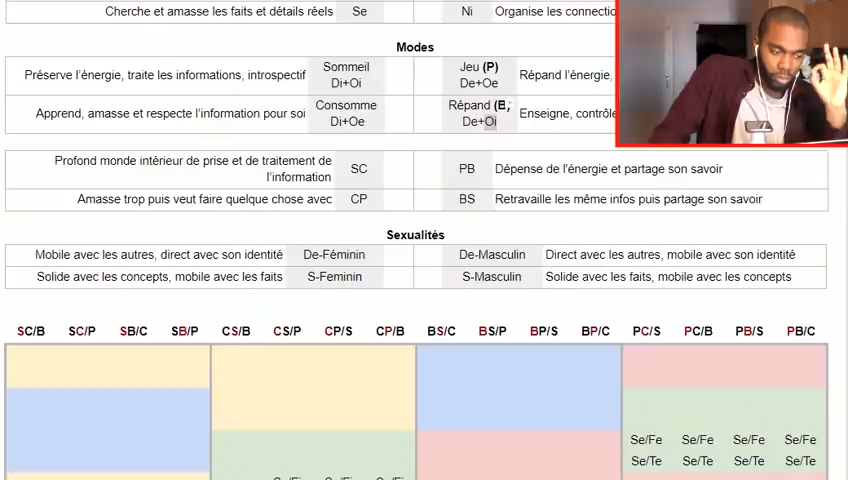 Cherche et amasse les faits et détails réels Se Ni Organise les connectio
Modes
Préserve l'énergie, traite les informations, introspectif Sommeil Di+Oi Jeu (P) De+Oe Répand l'énergie,
Apprend, amasse et respecte l'information pour soi Consomme Di+Oe Répand (B, De+Oi Enseigne, contrôle
Profond monde intérieur de prise et de traitement de l'information SC PB Dépense de l'énergie et partage son savoir
Amasse trop puis veut faire quelque chose avec CP BS Retravaille les même infos puis partage son savoir
Sexualités
Mobile avec les autres, direct avec son identité De-Féminin De-Masculin Direct avec les autres, mobile avec son identité
Solide avec les concepts, mobile avec les faits S-Feminin S-Masculin Solide avec les faits, mobile avec les concepts
SC/B SC/P SB/C SB/P CS/B CS/P CP/S CP/B BS/C BS/P BP/S BP/C PC/S PC/B PB/S PB/C
Se/Fe Se/Fe Se/Fe Se/Fe
Se/Te Se/Te Se/Te Se/Te